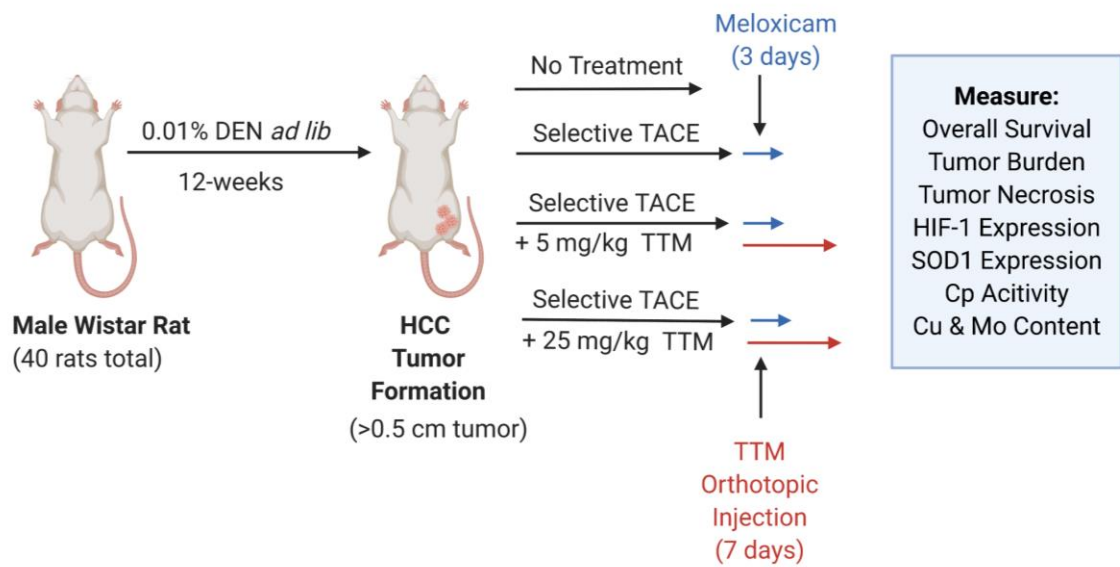 0.01% DEN ad lib
12-weeks
Male Wistar Rat
(40 rats total)
HCC
Tumor
Formation
(>0.5 cm tumor)
No Treatment
Selective TACE
Selective TACE
+ 5 mg/kg TTM
Selective TACE
+ 25 mg/kg TTM
Meloxicam
(3 days)
TTM
Orthotopic
Injection
(7 days)
Measure:
Overall Survival
Tumor Burden
Tumor Necrosis
HIF-1 Expression
SOD1 Expression
Cp Acitivity
Cu & Mo Content